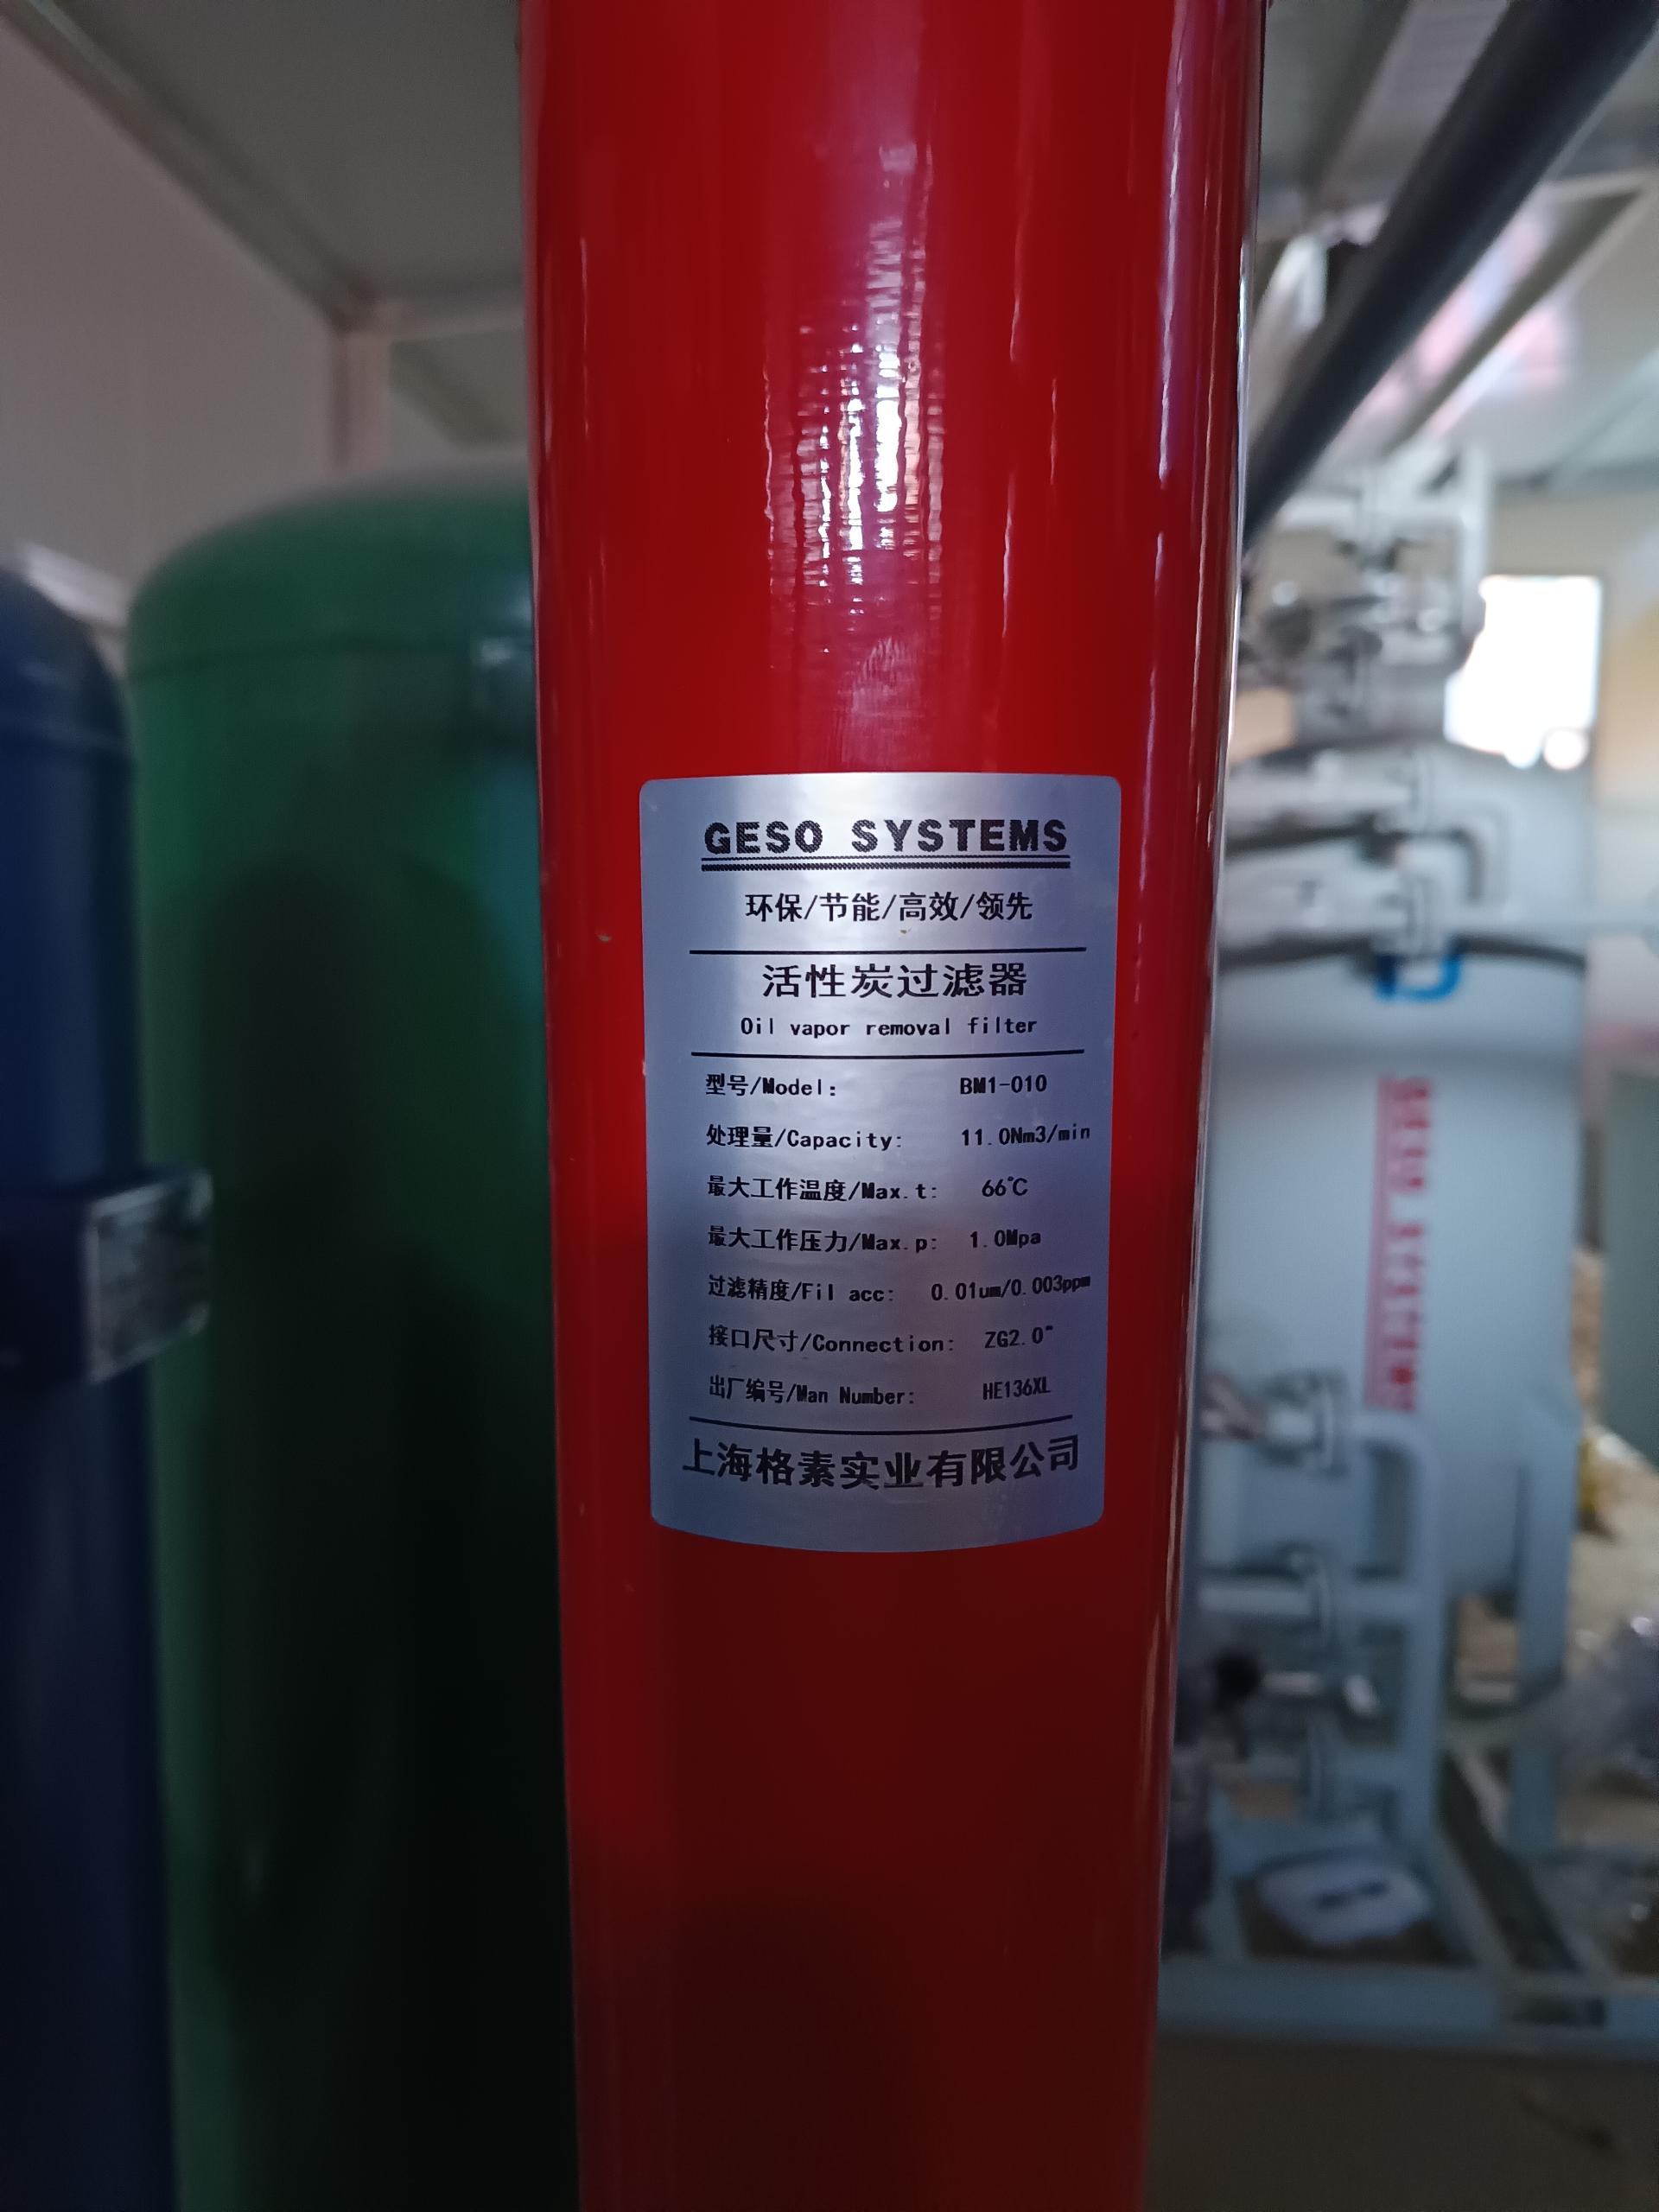 GESO SYSTEMS
环保/节能/高效/领先
活性炭过滤器
Oil vapor removal filter
型号/Model: BM1-010
处理量/Capacity: 11.0Nm3/min
最大工作温度/Max.t: 66℃
最大工作压力/Max.p: 1.0Mpa
过滤精度/Fil acc: 0.01um/0.003ppm
接口尺寸/Connection: ZG2.0"
出厂编号/Man Number: HE136XL
上海格素实业有限公司